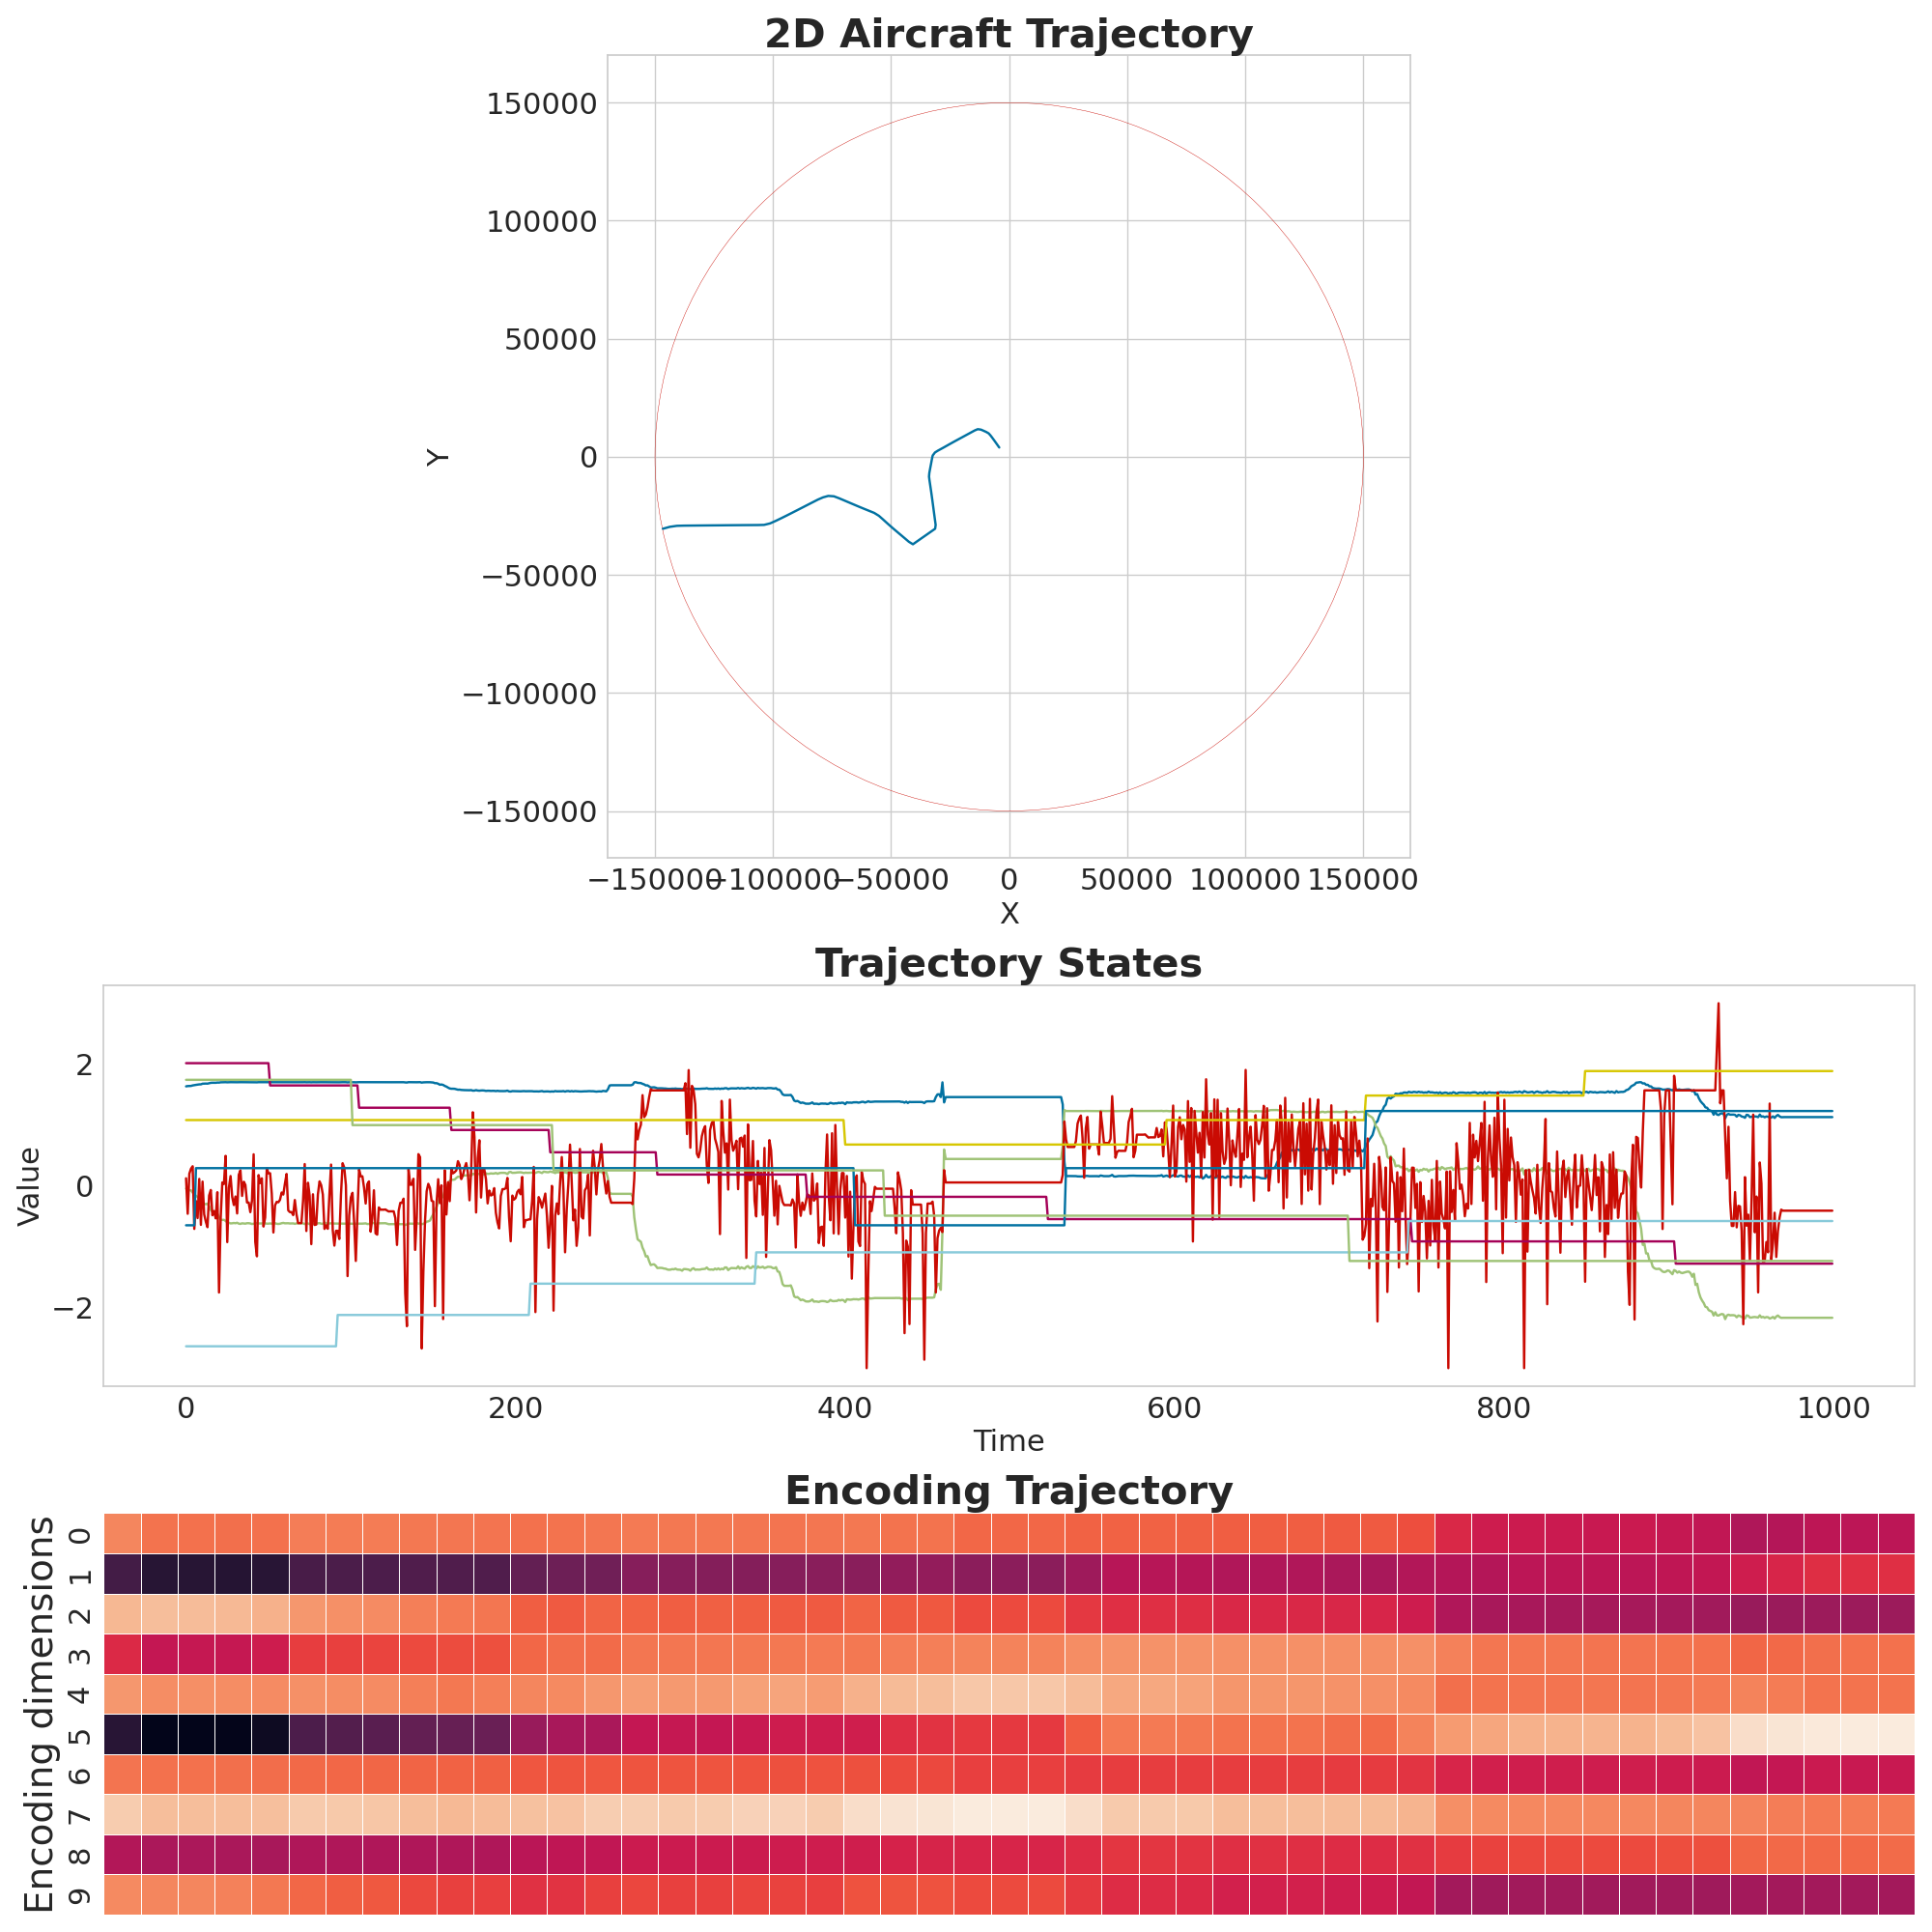 2D Aircraft Trajectory
150000
100000
50000
0
−50000
−100000
−150000
Y
−150000 −100000 −50000 0 50000 100000 150000
X
Trajectory States
2
0
−2
Value
0 200 400 600 800 1000
Time
Encoding Trajectory
0
1
2
3
4
5
6
7
8
9
Encoding dimensions